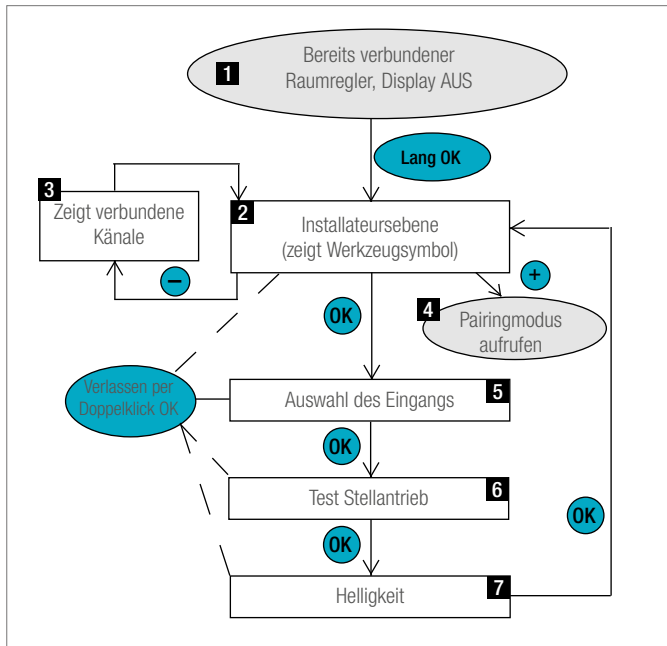 1
Bereits verbundener
Raumregler, Display AUS
Lang OK
3
Zeigt verbundene
Känale
2
Installateursebene
(zeigt Werkzeugsymbol)
−
OK
+
4
Pairingmodus
aufrufen
Verlassen per
Doppelklick OK
Auswahl des Eingangs
5
OK
Test Stellantrieb
6
OK
OK
Helligkeit
7